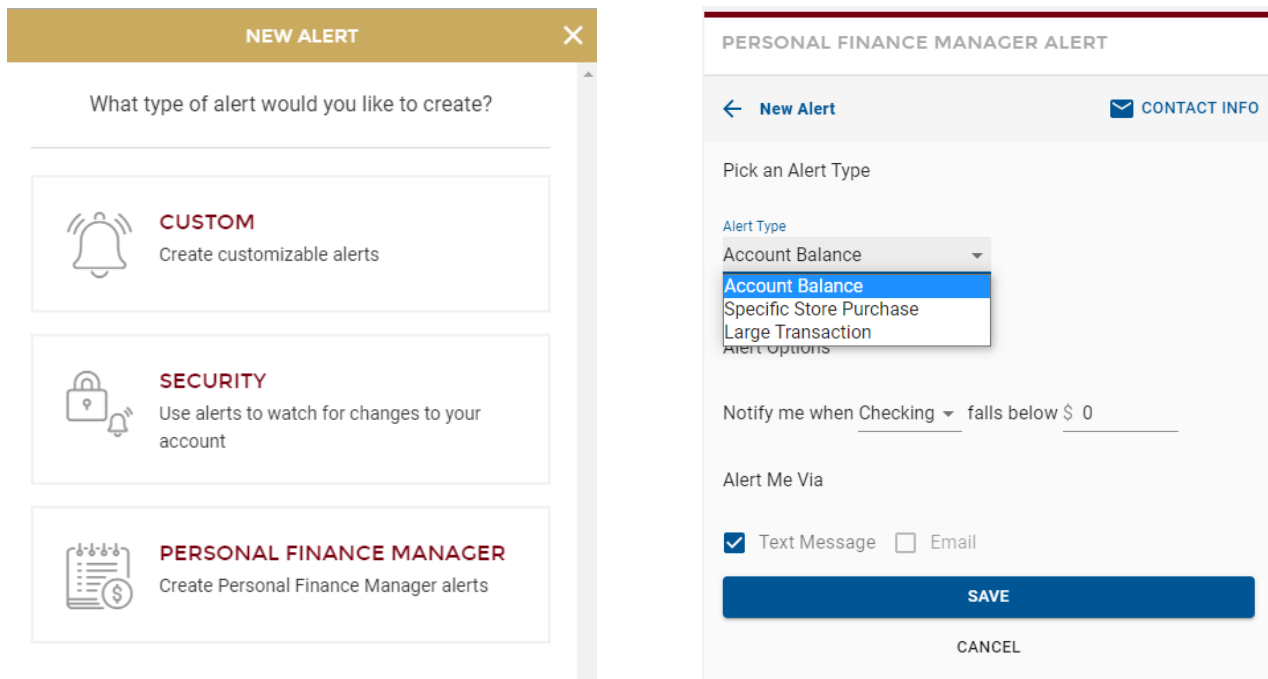 NEW ALERT
What type of alert would you like to create?
CUSTOM
Create customizable alerts
SECURITY
Use alerts to watch for changes to your
account
PERSONAL FINANCE MANAGER
Create Personal Finance Manager alerts
PERSONAL FINANCE MANAGER ALERT
New Alert CONTACT INFO
Pick an Alert Type
Alert Type
Account Balance
Account Balance
Specific Store Purchase
Large Transaction
Alert Options
Notify me when Checking falls below $ 0
Alert Me Via
Text Message Email
SAVE
CANCEL